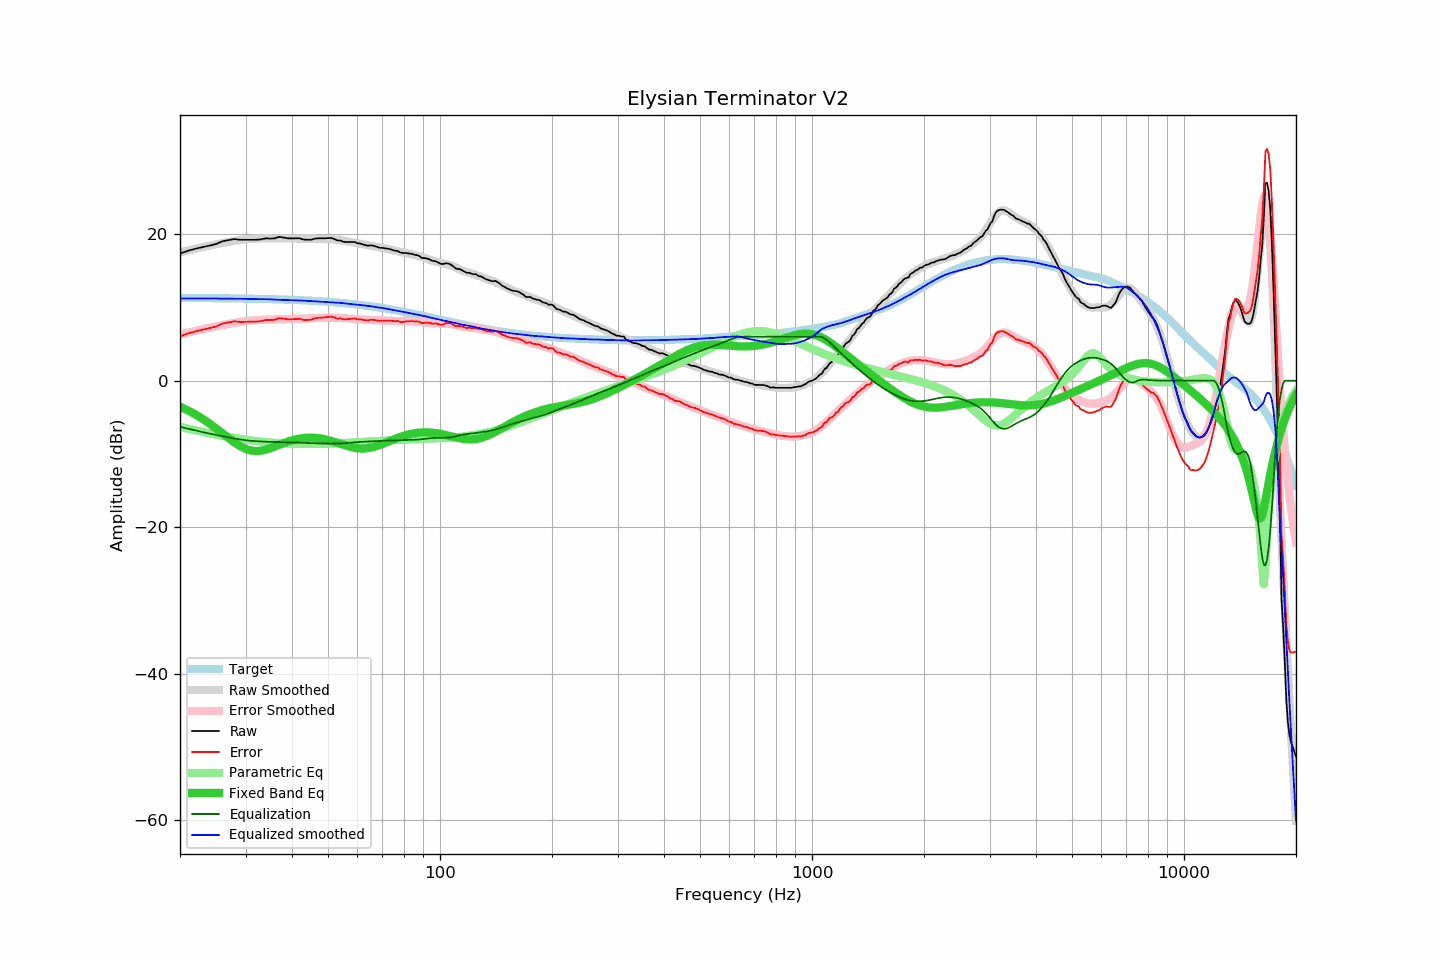 Elysian Terminator V2
20
0
−20
−40
−60
Amplitude (dBr)
Target
Raw Smoothed
Error Smoothed
Raw
Error
Parametric Eq
Fixed Band Eq
Equalization
Equalized smoothed
100
1000
10000
Frequency (Hz)